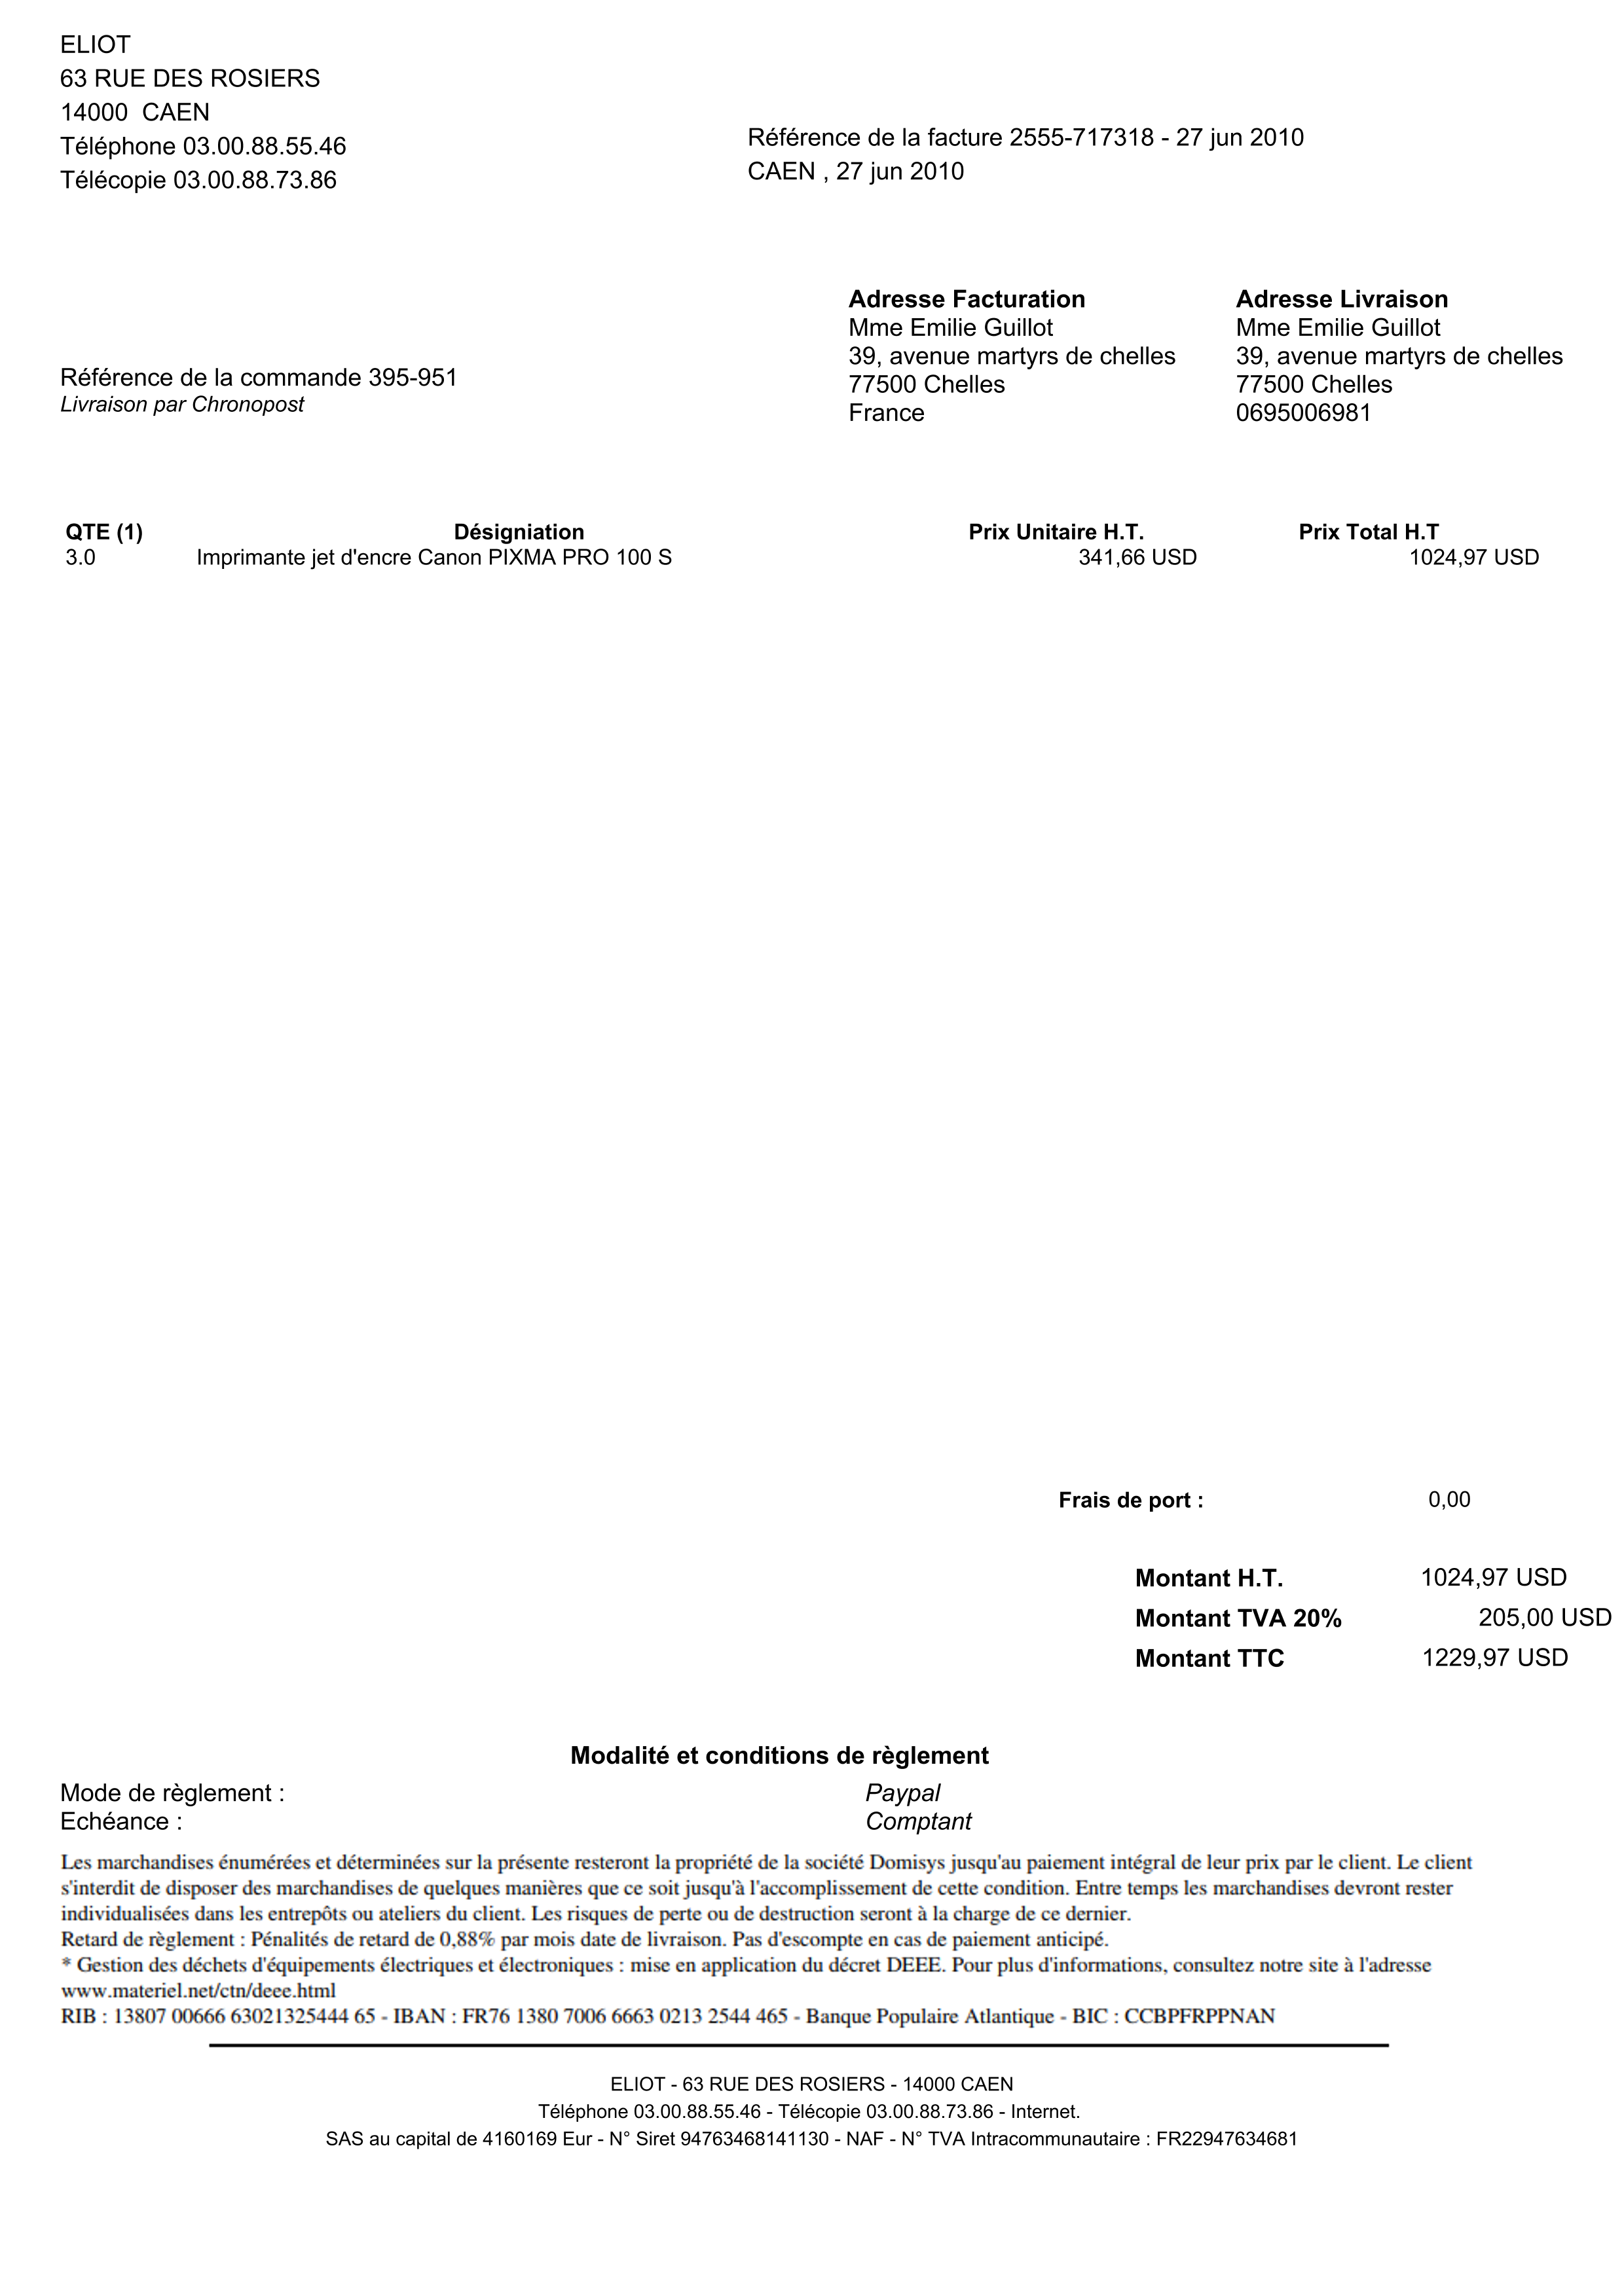 ELIOT
63 RUE DES ROSIERS
14000  CAEN
Téléphone 03.00.88.55.46
Télécopie 03.00.88.73.86
Référence de la facture 2555-717318 - 27 jun 2010
CAEN , 27 jun 2010
Référence de la commande 395-951
Livraison par Chronopost
Adresse Facturation
Mme Emilie Guillot
39, avenue martyrs de chelles
77500 Chelles
France
Adresse Livraison
Mme Emilie Guillot
39, avenue martyrs de chelles
77500 Chelles
0695006981
QTE (1) Désigniation Prix Unitaire H.T. Prix Total H.T
3.0 Imprimante jet d'encre Canon PIXMA PRO 100 S 341,66 USD 1024,97 USD
Frais de port : 0,00
Montant H.T. 1024,97 USD
Montant TVA 20% 205,00 USD
Montant TTC 1229,97 USD
Modalité et conditions de règlement
Mode de règlement : Paypal
Echéance : Comptant
Les marchandises énumérées et déterminées sur la présente resteront la propriété de la société Domisys jusqu'au paiement intégral de leur prix par le client. Le client
s'interdit de disposer des marchandises de quelques manières que ce soit jusqu'à l'accomplissement de cette condition. Entre temps les marchandises devront rester
individualisées dans les entrepôts ou ateliers du client. Les risques de perte ou de destruction seront à la charge de ce dernier.
Retard de règlement : Pénalités de retard de 0,88% par mois date de livraison. Pas d'escompte en cas de paiement anticipé.
* Gestion des déchets d'équipements électriques et électroniques : mise en application du décret DEEE. Pour plus d'informations, consultez notre site à l'adresse
www.materiel.net/ctn/deee.html
RIB : 13807 00666 63021325444 65 - IBAN : FR76 1380 7006 6663 0213 2544 465 - Banque Populaire Atlantique - BIC : CCBPFRPPNAN
ELIOT - 63 RUE DES ROSIERS - 14000 CAEN
Téléphone 03.00.88.55.46 - Télécopie 03.00.88.73.86 - Internet.
SAS au capital de 4160169 Eur - N° Siret 94763468141130 - NAF - N° TVA Intracommunautaire : FR22947634681